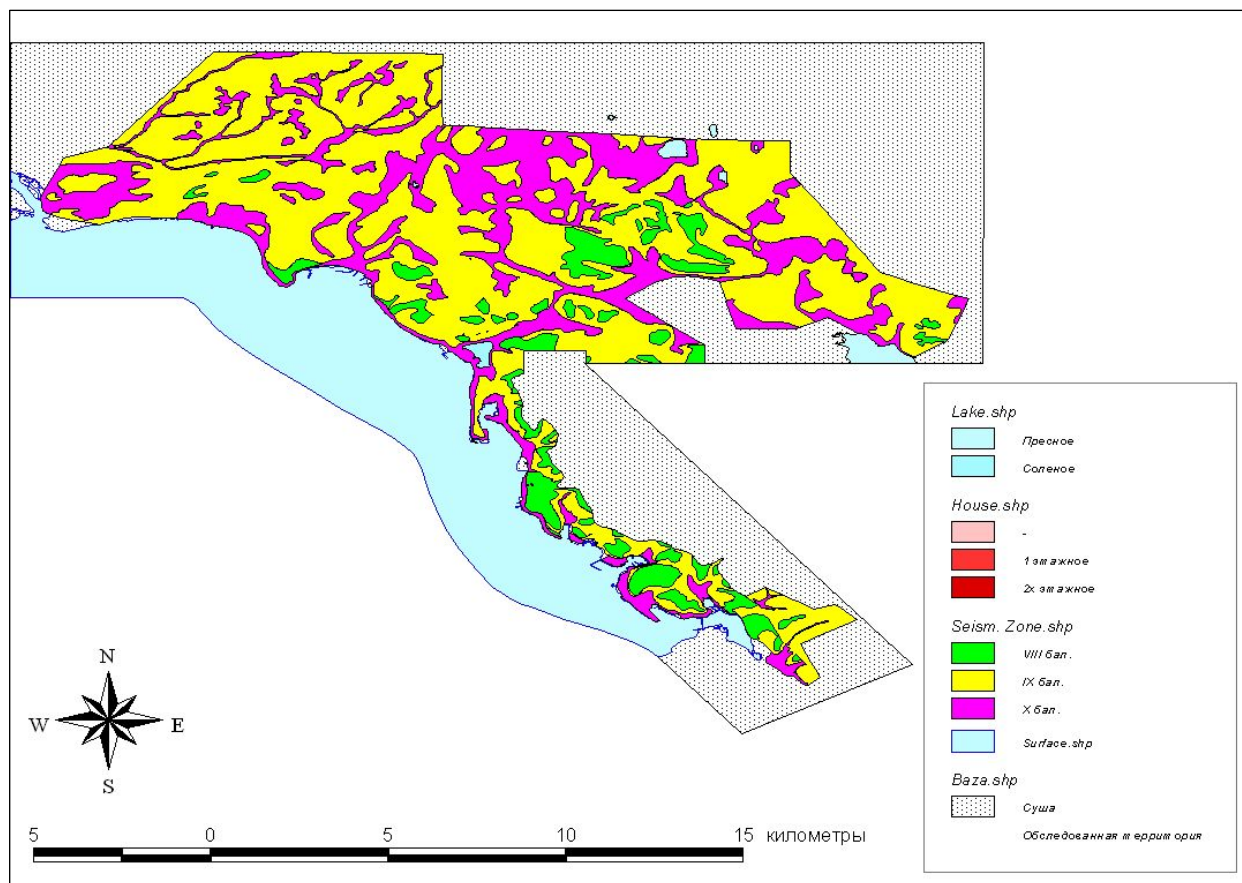 Lake.shp
Пресное
Соленое
House.shp
-
1 этажное
2х этажное
Seism. Zone.shp
VIII бал.
IX бал.
X бал.
Surface.shp
Baza.shp
Суша
Обследованная территория
N
W E
S
5 0 5 10 15 километры